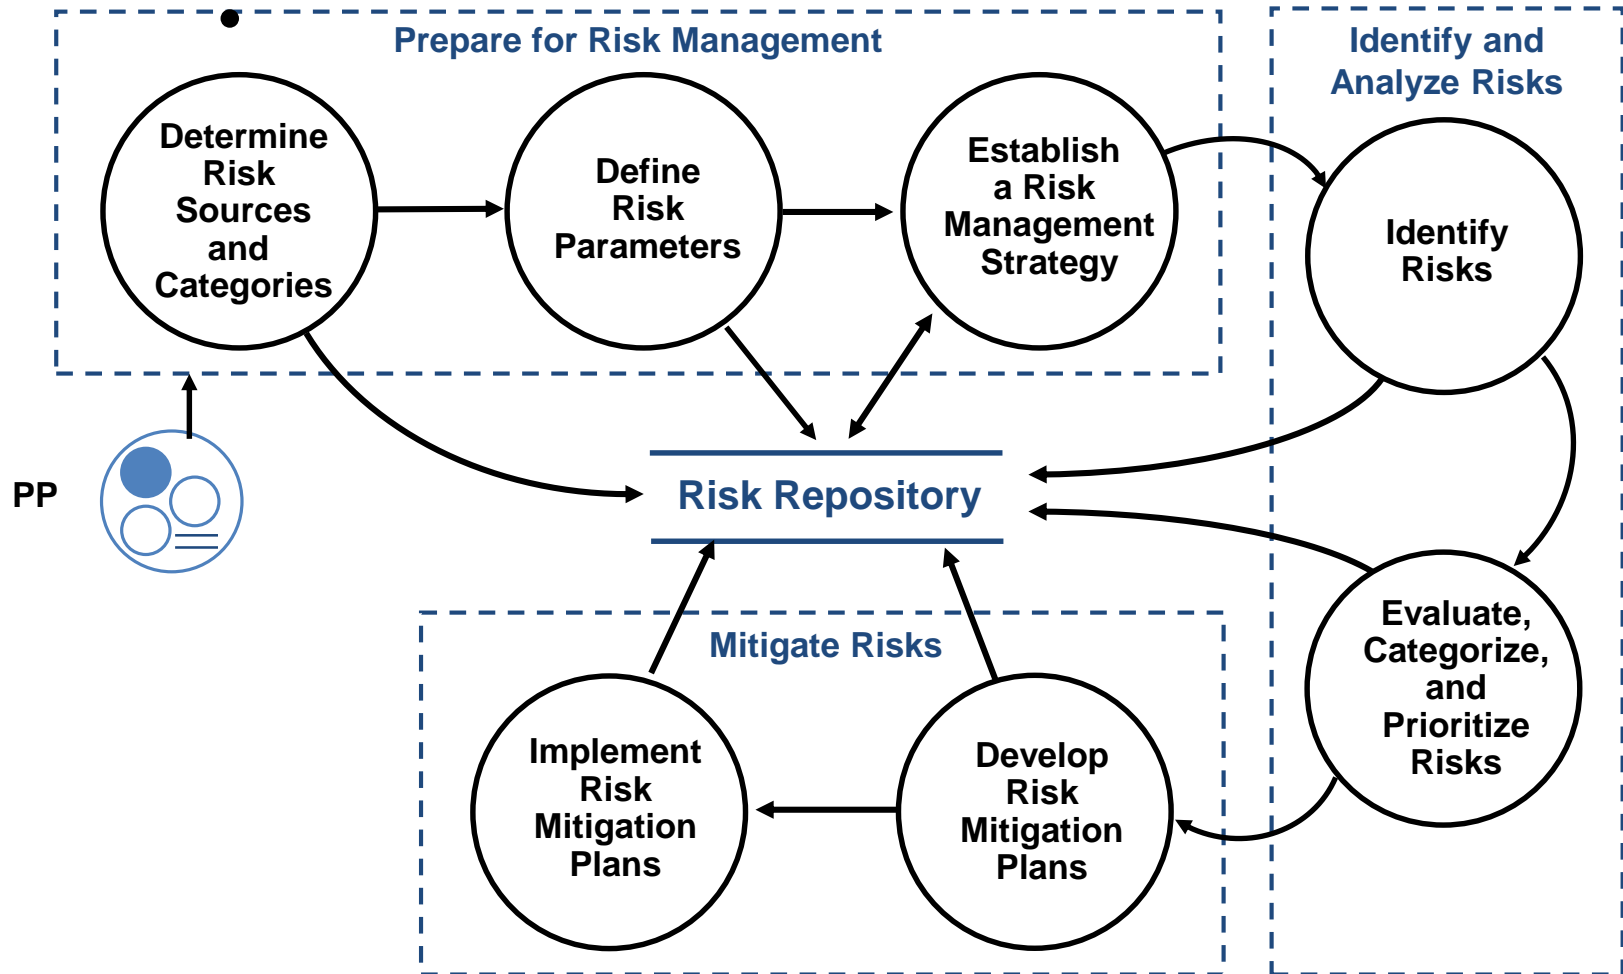 Prepare for Risk Management
Identify and
Analyze Risks
Determine
Risk
Sources
and
Categories
Define
Risk
Parameters
Establish
a Risk
Management
Strategy
Identify
Risks
PP
Risk Repository
Mitigate Risks
Evaluate,
Categorize,
and
Prioritize
Risks
Implement
Risk
Mitigation
Plans
Develop
Risk
Mitigation
Plans